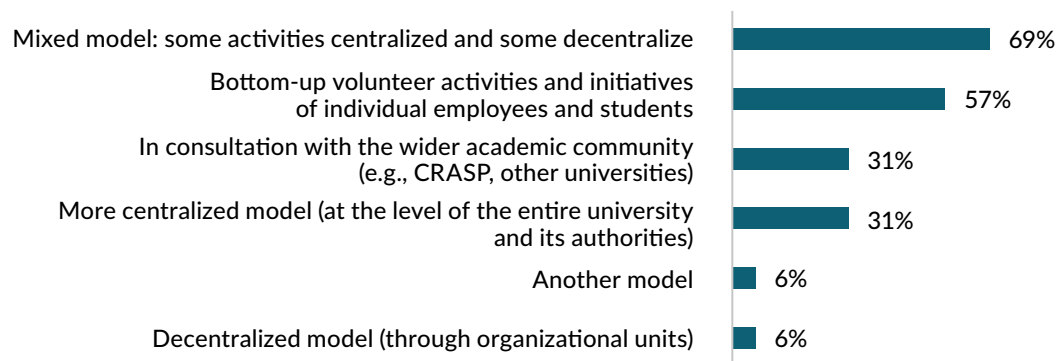 Mixed model: some activities centralized and some decentralize 69%
Bottom-up volunteer activities and initiatives
of individual employees and students 57%
In consultation with the wider academic community
(e.g., CRASP, other universities) 31%
More centralized model (at the level of the entire university
and its authorities) 31%
Another model 6%
Decentralized model (through organizational units) 6%